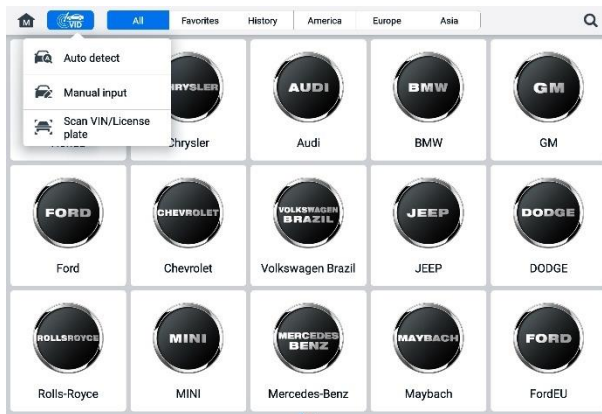 M
VID
All
Favorites
History
America
Europe
Asia
Auto detect
Manual input
Scan VIN/License
plate
HRYSLER
AUDI
BMW
GM
Chrysler
Audi
BMW
GM
FORD
CHEVROLET
VOLKSWAGEN
BRAZIL
JEEP
DODGE
Ford
Chevrolet
Volkswagen Brazil
JEEP
DODGE
ROLLSROYCE
MINI
MERCEDES
BENZ
MAYBACH
FORD
Rolls-Royce
MINI
Mercedes-Benz
Maybach
FordEU